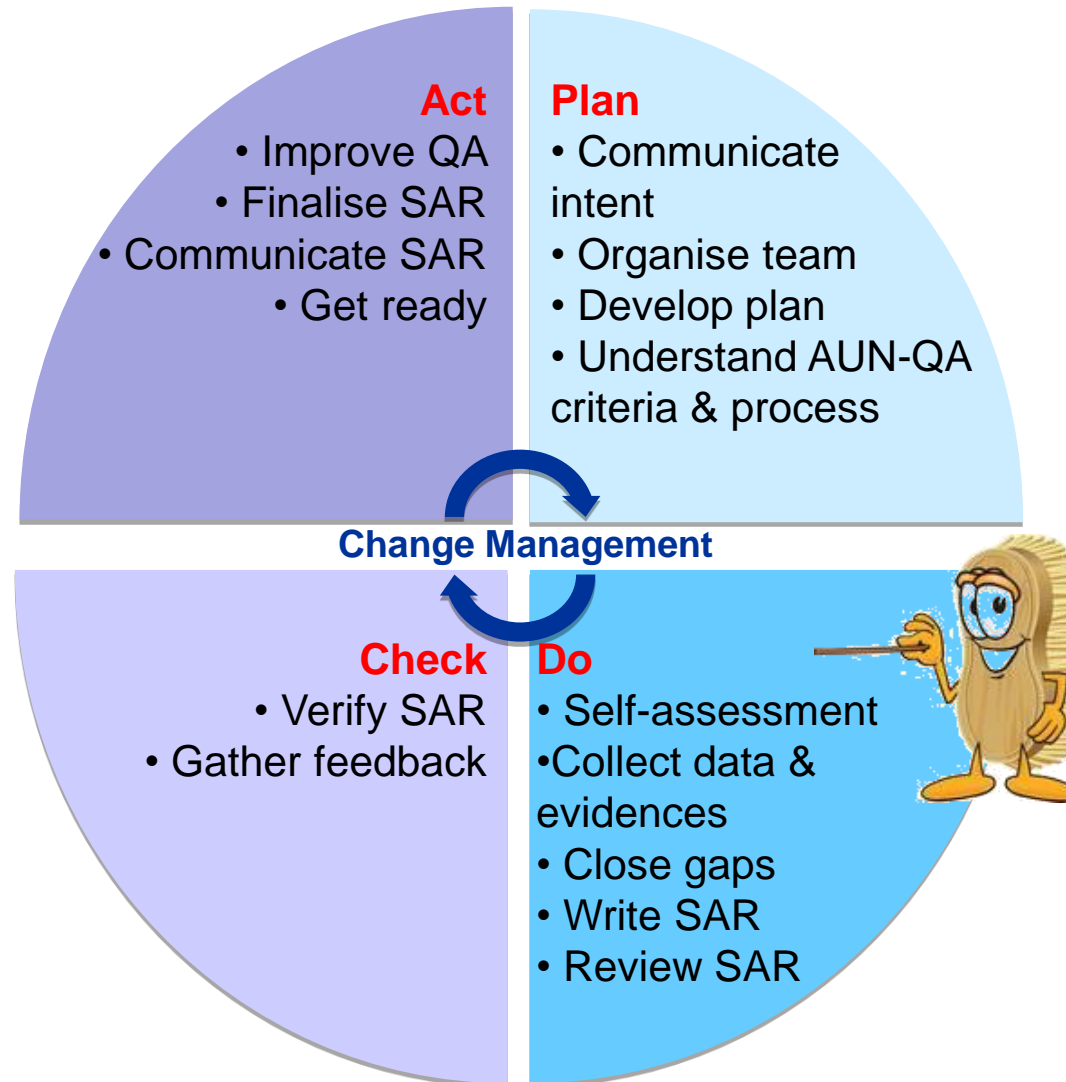 Act
• Improve QA
• Finalise SAR
• Communicate SAR
• Get ready
Plan
• Communicate
intent
• Organise team
• Develop plan
• Understand AUN-QA
criteria & process
Change Management
Check
• Verify SAR
• Gather feedback
Do
• Self-assessment
•Collect data &
evidences
• Close gaps
• Write SAR
• Review SAR